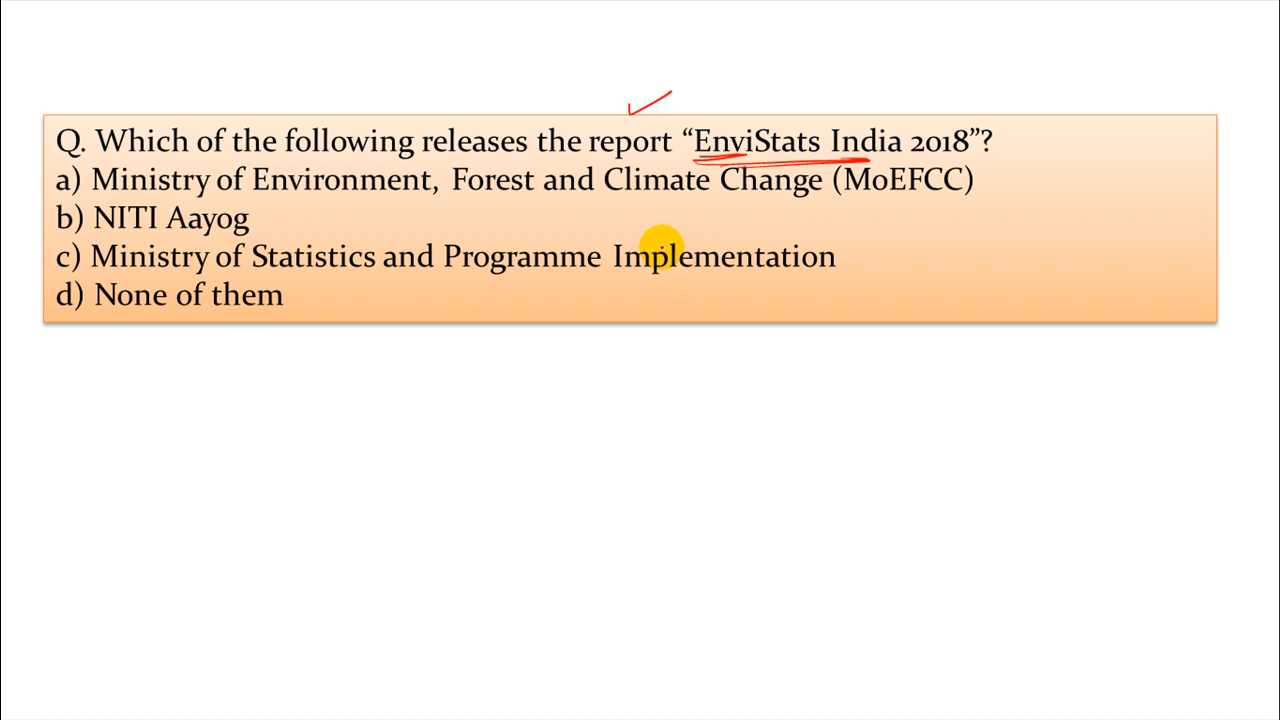 Q. Which of the following releases the report “EnviStats India 2018”?
a) Ministry of Environment, Forest and Climate Change (MoEFCC)
b) NITI Aayog
c) Ministry of Statistics and Programme Implementation
d) None of them